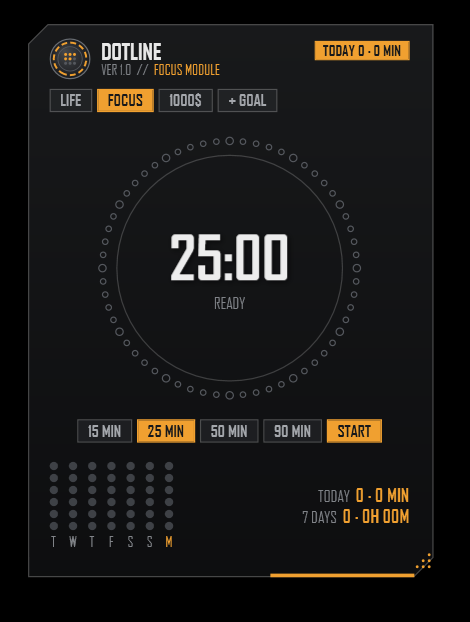 DOTLINE
VER 1.0 // FOCUS MODULE
TODAY 0 · 0 MIN
LIFE
FOCUS
1000$
+ GOAL
25:00
READY
15 MIN
25 MIN
50 MIN
90 MIN
START
TODAY 0 · 0 MIN
7 DAYS 0 · 0H 00M
T W T F S S M